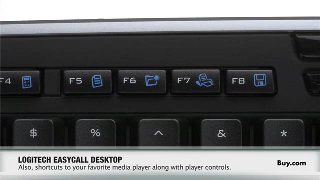 F4 F5 F6 F7 F8
$ % ^ & *
LOGITECH EASYCALL DESKTOP
Also, shortcuts to your favorite media player along with player controls.
Buy.com